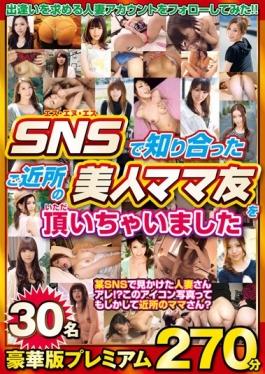 出逢いを求める人妻アカウントをフォローしてみた!!
エス・エヌ・エス
SNSで知り合った
ご近所の美人ママ友を
いただ
頂いちゃいました
某SNSで見かけた人妻さん
アレ!?このアイコン写真って
もしかして近所のママさん?
30名
豪華版プレミアム270分